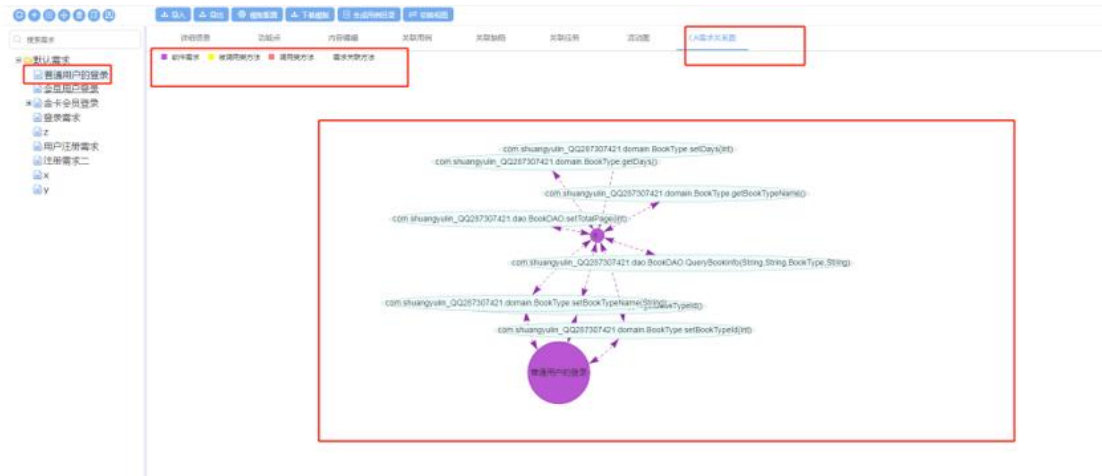 导入 导出 模板配置 下载模板 生成用例目录 切换视图
搜索需求
详细信息 功能点 内容编辑 关联用例 关联缺陷 关联任务 流动图 CA需求关系图
默认需求
软件需求 被调用类方法 调用类方法 需求关联方法
普通用户的登录
会员用户登录
金卡会员登录
登录需求
z
用户注册需求
注册需求二
x
y
com.shuangyulin_QQ287307421.domain.BookType setDays(int)
com.shuangyulin_QQ287307421.domain.BookType getDays()
com.shuangyulin_QQ287307421.domain.BookType getBookTypeName()
com.shuangyulin_QQ287307421.dao.BookDAO setTotalPage(int)
com.shuangyulin_QQ287307421.dao.BookDAO.QueryBookInfo(String,String,BookType,String)
com.shuangyulin_QQ287307421.domain.BookType setBookTypeName(String)
com.shuangyulin_QQ287307421.domain.BookType setBookTypeId(int)
普通用户的登录